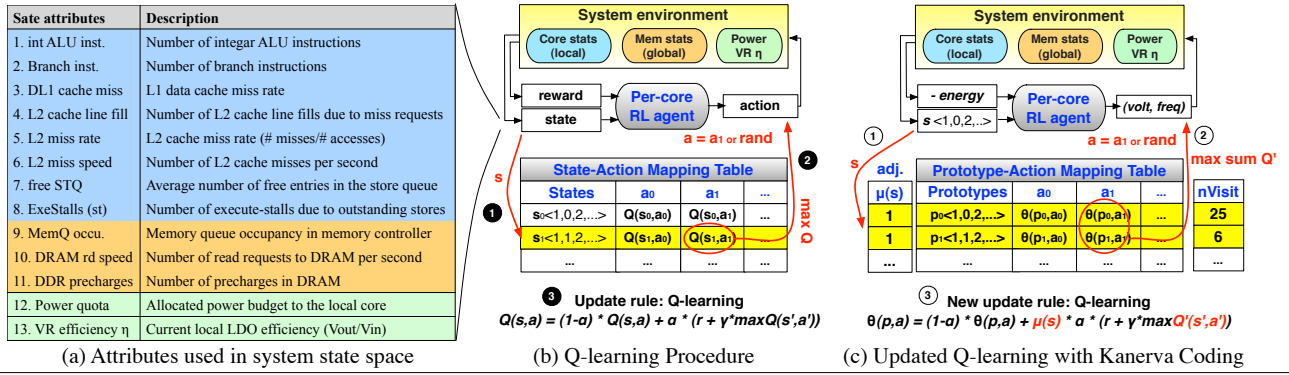 Sate attributes Description
1. int ALU inst. Number of integar ALU instructions
2. Branch inst. Number of branch instructions
3. DL1 cache miss L1 data cache miss rate
4. L2 cache line fill Number of L2 cache line fills due to miss requests
5. L2 miss rate L2 cache miss rate (# misses/# accesses)
6. L2 miss speed Number of L2 cache misses per second
7. free STQ Average number of free entries in the store queue
8. ExeStalls (st) Number of execute-stalls due to outstanding stores
9. MemQ occu. Memory queue occupancy in memory controller
10. DRAM rd speed Number of read requests to DRAM per second
11. DDR precharges Number of precharges in DRAM
12. Power quota Allocated power budget to the local core
13. VR efficiency η Current local LDO efficiency (Vout/Vin)
(a) Attributes used in system state space
System environment
Core stats (local)
Mem stats (global)
Power VR η
reward
state
Per-core RL agent
action
a = a1 or rand
s
1
2
max Q
State-Action Mapping Table
States a0 a1 ...
s0<1,0,2,...> Q(s0,a0) Q(s0,a1) ...
s1<1,1,2,...> Q(s1,a0) Q(s1,a1) ...
... ... ... ...
3 Update rule: Q-learning
Q(s,a) = (1-α) * Q(s,a) + α * (r + γ*maxQ(s',a'))
(b) Q-learning Procedure
System environment
Core stats (local)
Mem stats (global)
Power VR η
- energy
s <1,0,2,..>
Per-core RL agent
(volt, freq)
a = a1 or rand
1
s
2
max sum Q'
adj.
μ(s)
1
1
...
Prototype-Action Mapping Table
Prototypes a0 a1 ...
p0<1,0,2,...> θ(p0,a0) θ(p0,a1) ...
p1<1,1,2,...> θ(p1,a0) θ(p1,a1) ...
... ... ... ...
nVisit
25
6
...
3 New update rule: Q-learning
θ(p,a) = (1-α) * θ(p,a) + μ(s) * α * (r + γ*maxQ'(s',a'))
(c) Updated Q-learning with Kanerva Coding